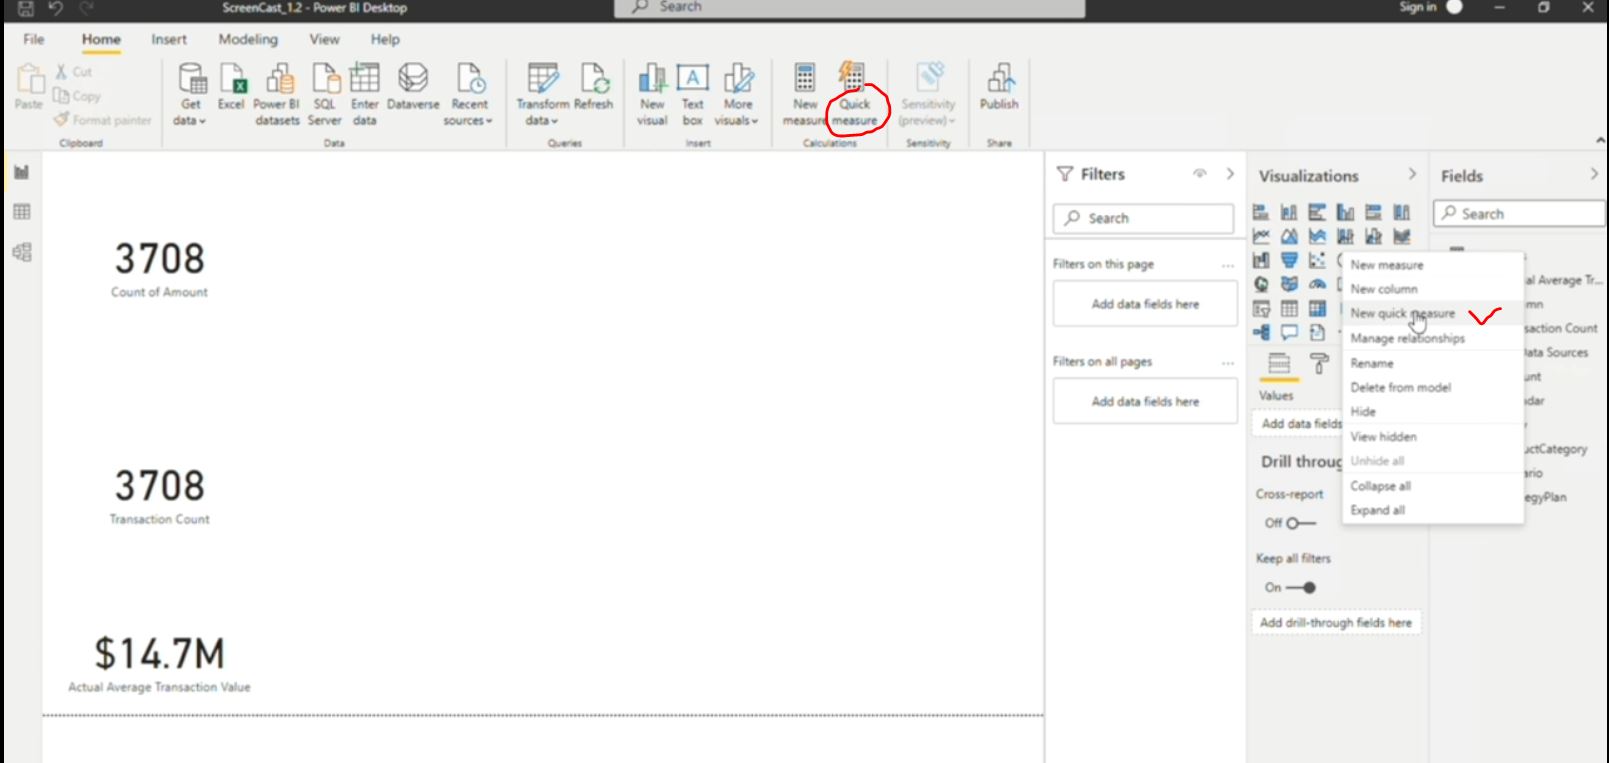 ScreenCast_1.2 - Power BI Desktop
Search
Sign in
File Home Insert Modeling View Help
Paste
Cut
Copy
Format painter
Clipboard
Get data
Excel
Power BI datasets
SQL Server
Enter data
Dataverse
Recent sources
Data
Transform data
Refresh
Queries
New visual
Text box
More visuals
Insert
New measure
Quick measure
Calculations
Sensitivity (preview)
Sensitivity
Publish
Share
3708
Count of Amount
3708
Transaction Count
$14.7M
Actual Average Transaction Value
Filters
Search
Filters on this page ...
Add data fields here
Filters on all pages ...
Add data fields here
Visualizations
Values
Add data fields
Drill throug
Cross-report
Off
Keep all filters
On
Add drill-through fields here
New measure
New column
New quick measure
Manage relationships
Rename
Delete from model
Hide
View hidden
Unhide all
Collapse all
Expand all
Fields
Search
al Average Tr...
mn
saction Count
ata Sources
unt
dar
uctCategory
ario
egyPlan